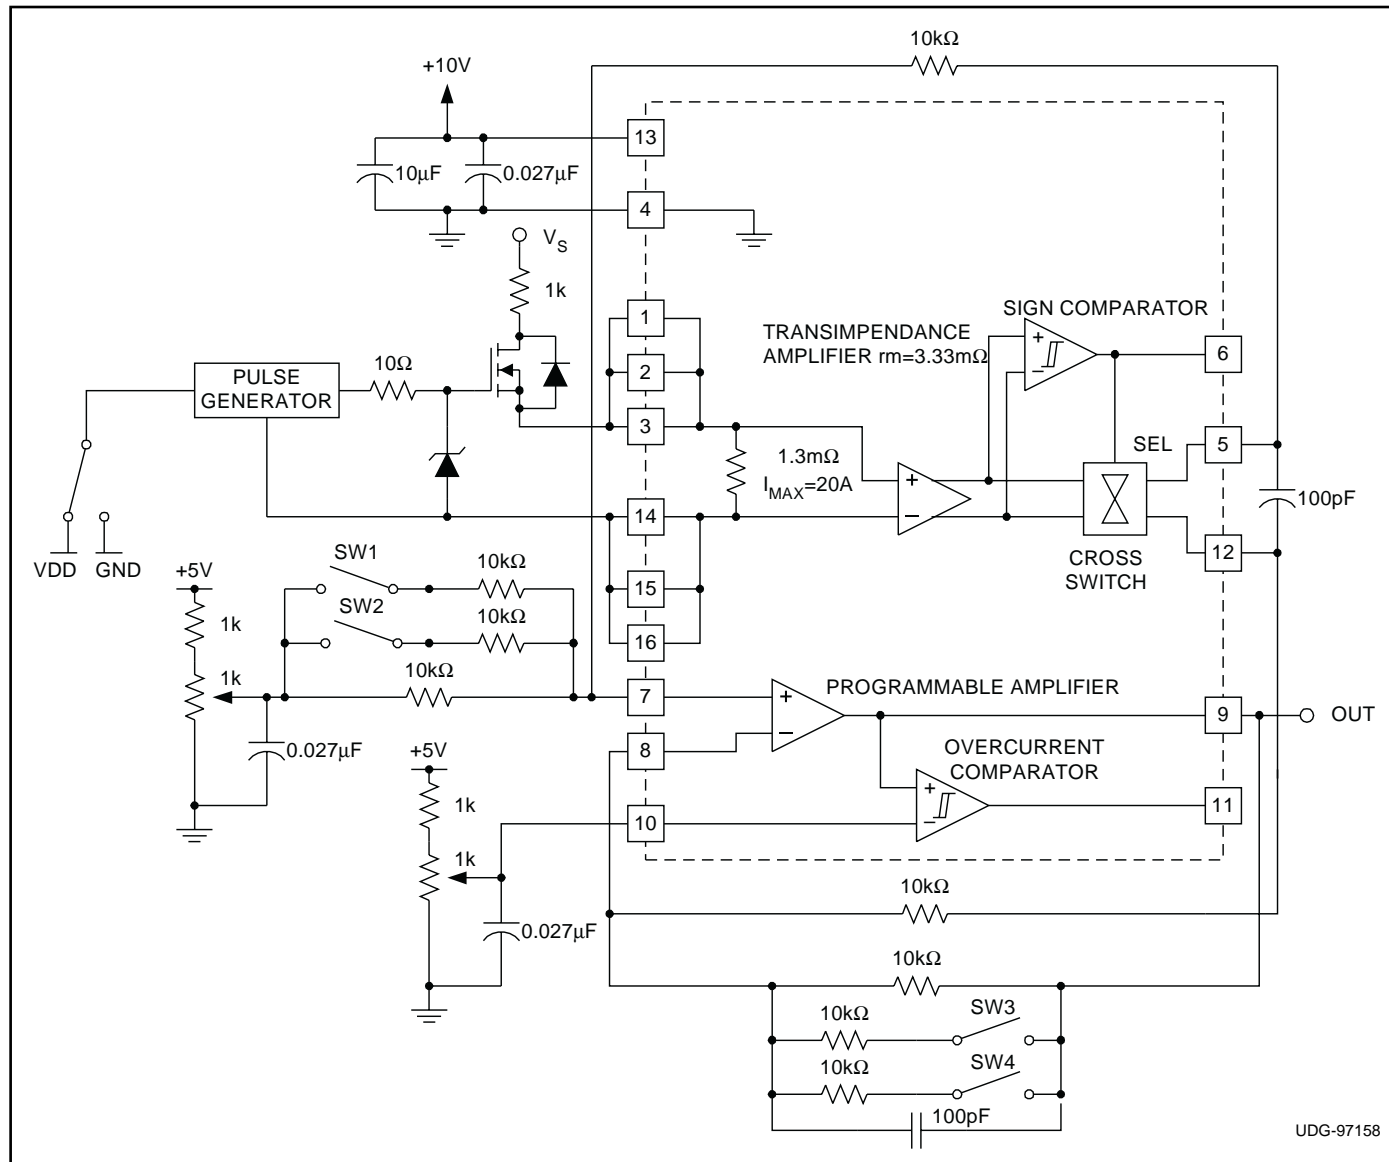 10kΩ
+10V
13
10µF
0.027µF
4
VS
1k
1
SIGN COMPARATOR
TRANSIMPENDANCE
AMPLIFIER rm=3.33mΩ
6
2
PULSE
GENERATOR
10Ω
3
SEL
5
1.3mΩ
IMAX=20A
100pF
14
12
CROSS
SWITCH
VDD
GND
+5V
SW1
10kΩ
15
1k
SW2
10kΩ
16
1k
10kΩ
7
PROGRAMMABLE AMPLIFIER
9
OUT
0.027µF
8
+5V
OVERCURRENT
COMPARATOR
1k
10
11
1k
10kΩ
0.027µF
10kΩ
10kΩ
SW3
10kΩ
SW4
100pF
UDG-97158
+
–
+
–
+
–
+
–